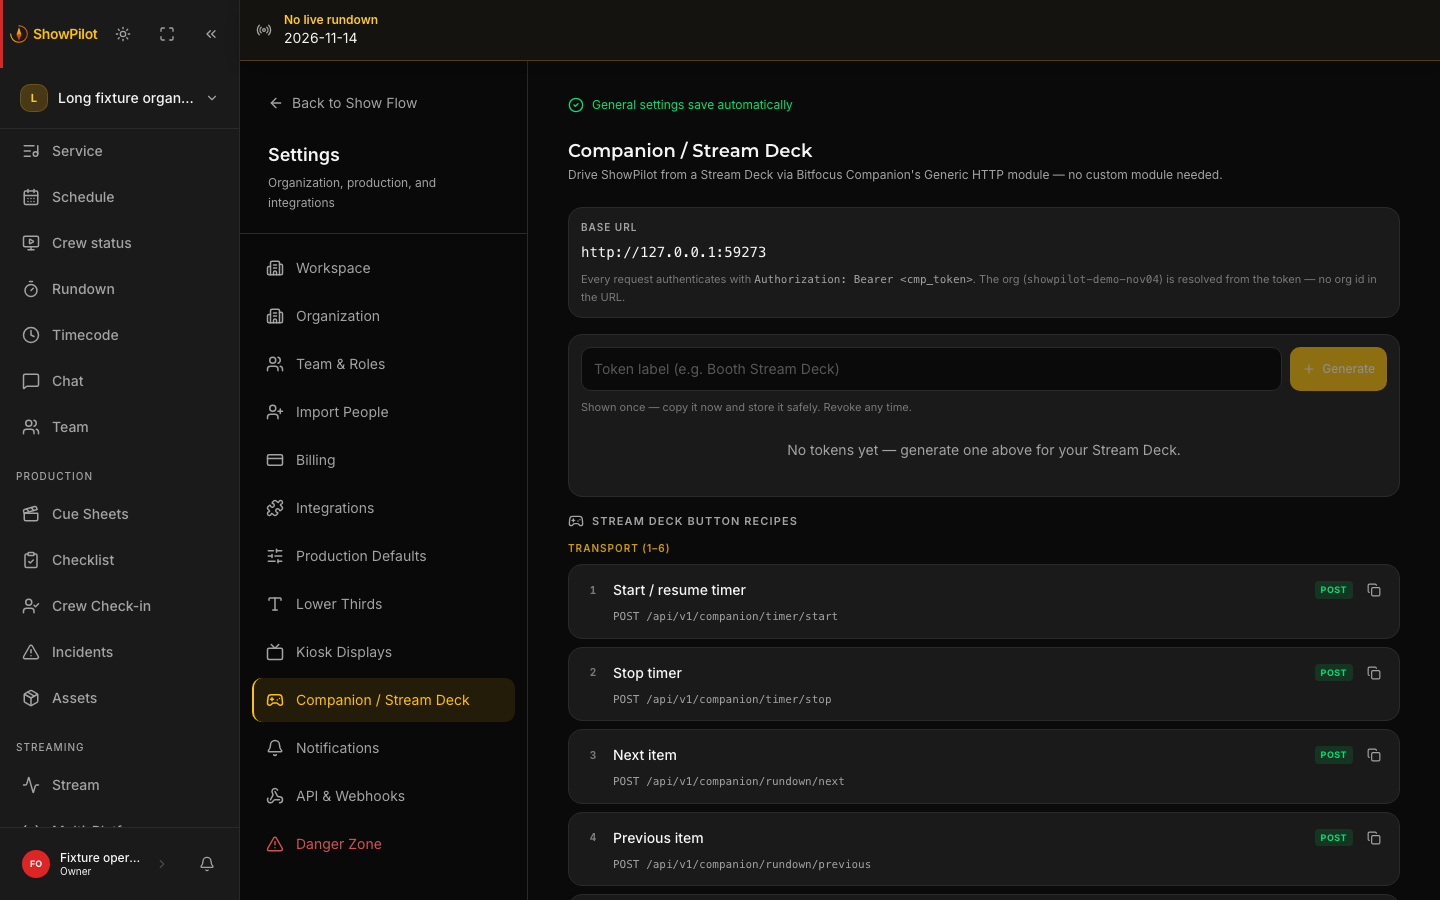 ShowPilot
No live rundown
2026-11-14
L
Long fixture organ...
Service
Schedule
Crew status
Rundown
Timecode
Chat
Team
PRODUCTION
Cue Sheets
Checklist
Crew Check-in
Incidents
Assets
STREAMING
Stream
FO
Fixture oper...
Owner
Back to Show Flow
Settings
Organization, production, and
integrations
Workspace
Organization
Team & Roles
Import People
Billing
Integrations
Production Defaults
Lower Thirds
Kiosk Displays
Companion / Stream Deck
Notifications
API & Webhooks
Danger Zone
General settings save automatically
Companion / Stream Deck
Drive ShowPilot from a Stream Deck via Bitfocus Companion's Generic HTTP module — no custom module needed.
BASE URL
http://127.0.0.1:59273
Every request authenticates with Authorization: Bearer <cmp_token>. The org (showpilot-demo-nov04) is resolved from the token — no org id in
the URL.
Token label (e.g. Booth Stream Deck)
Generate
Shown once — copy it now and store it safely. Revoke any time.
No tokens yet — generate one above for your Stream Deck.
STREAM DECK BUTTON RECIPES
TRANSPORT (1–6)
1 Start / resume timer POST
POST /api/v1/companion/timer/start
2 Stop timer POST
POST /api/v1/companion/timer/stop
3 Next item POST
POST /api/v1/companion/rundown/next
4 Previous item POST
POST /api/v1/companion/rundown/previous